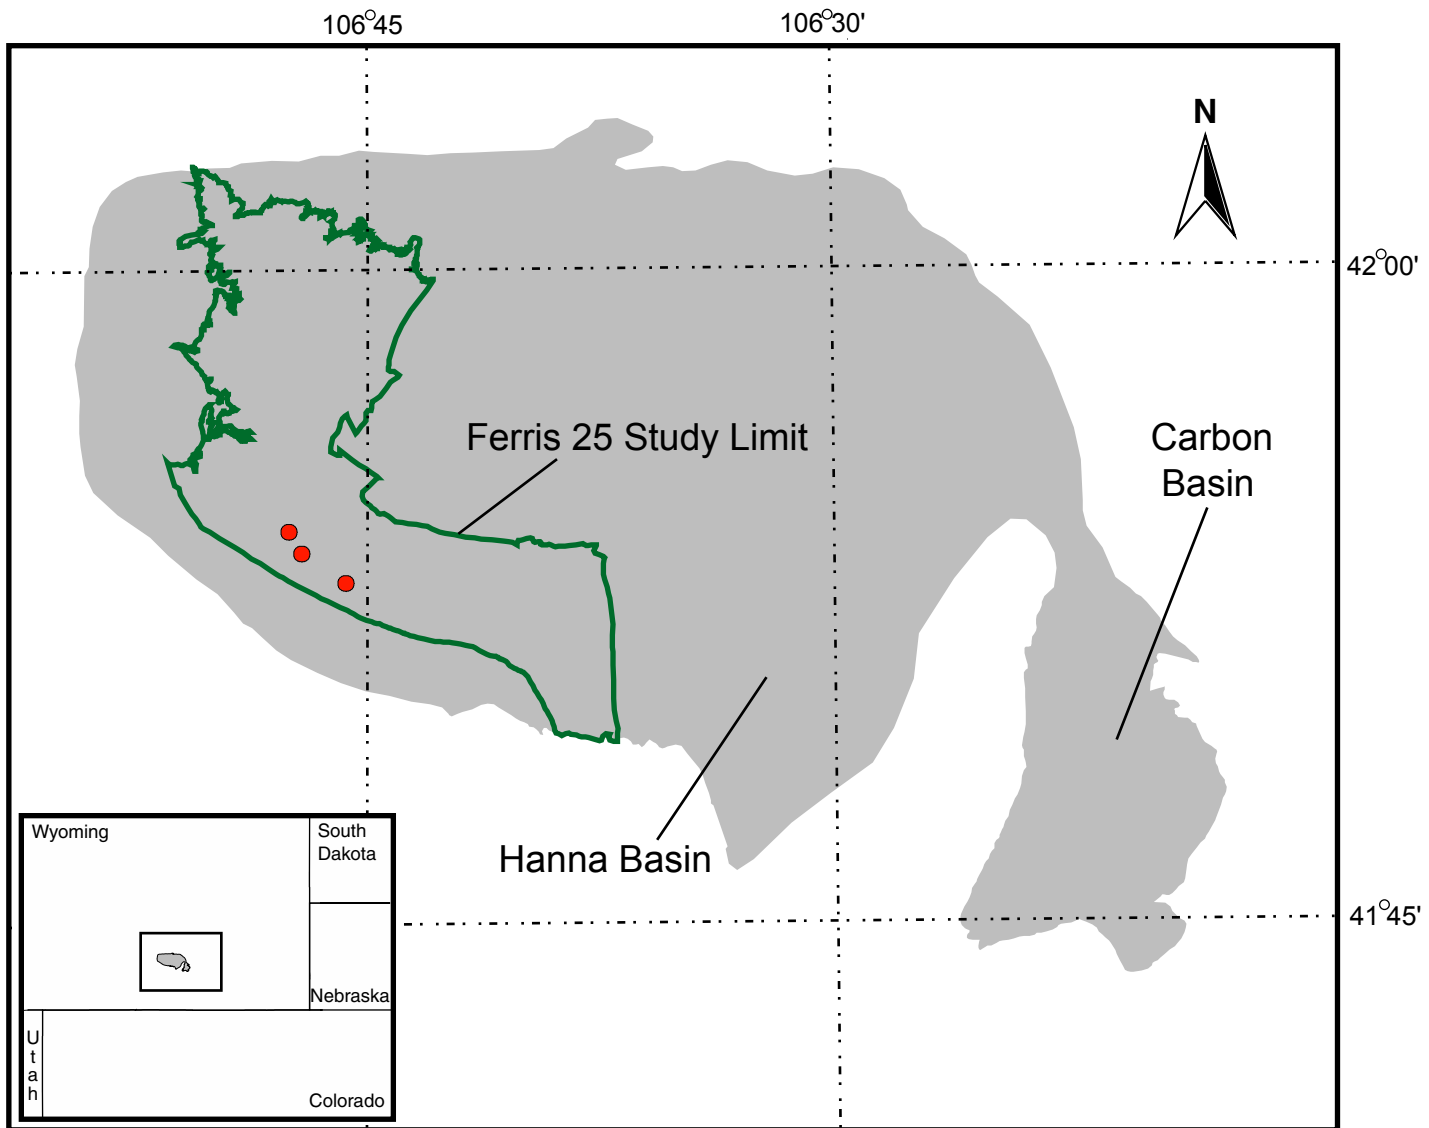 106°45
106°30'
N
42°00'
Ferris 25 Study Limit
Carbon
Basin
Hanna Basin
41°45'
Wyoming
South
Dakota
Nebraska
Utah
Colorado